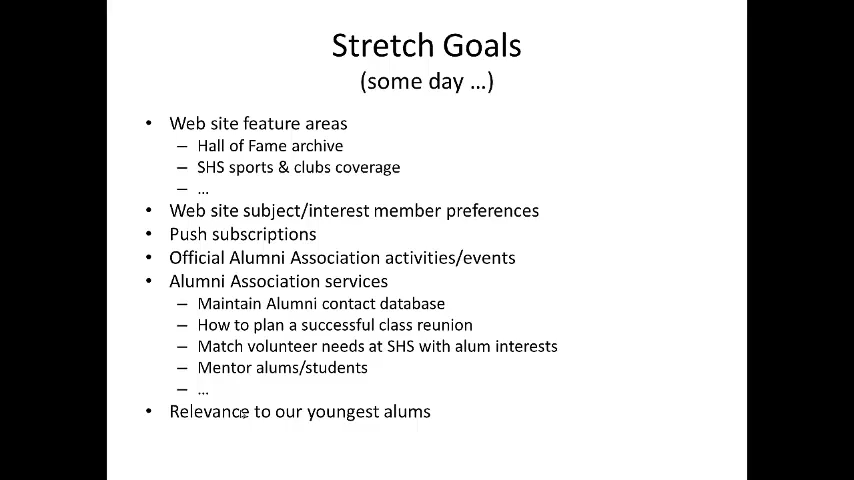 Stretch Goals
(some day ...)
• Web site feature areas
– Hall of Fame archive
– SHS sports & clubs coverage
– ...
• Web site subject/interest member preferences
• Push subscriptions
• Official Alumni Association activities/events
• Alumni Association services
– Maintain Alumni contact database
– How to plan a successful class reunion
– Match volunteer needs at SHS with alum interests
– Mentor alums/students
– ...
• Relevance to our youngest alums